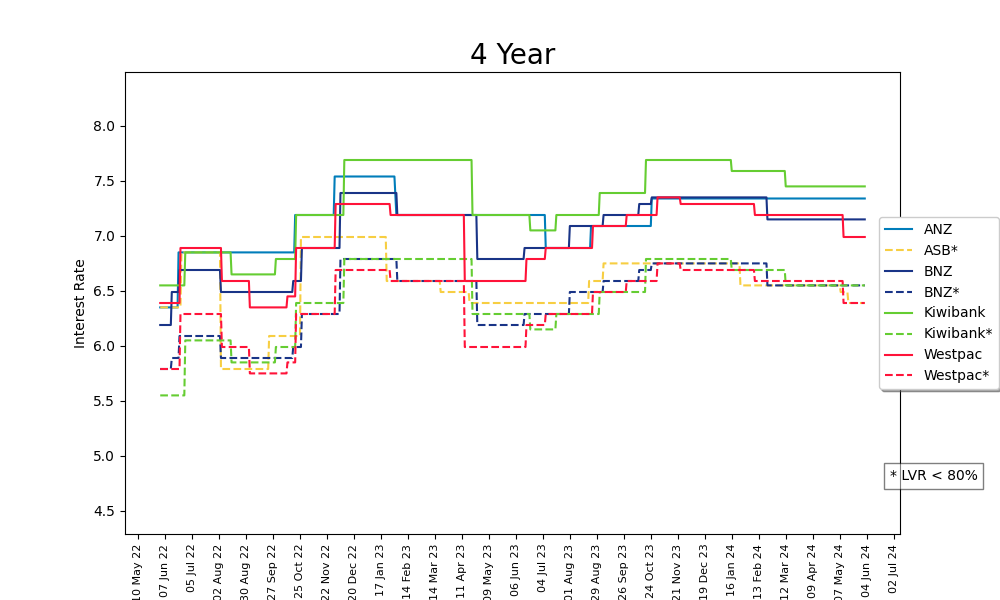 4 Year
Interest Rate
8.0
7.5
7.0
6.5
6.0
5.5
5.0
4.5
10 May 22
07 Jun 22
05 Jul 22
02 Aug 22
30 Aug 22
27 Sep 22
25 Oct 22
22 Nov 22
20 Dec 22
17 Jan 23
14 Feb 23
14 Mar 23
11 Apr 23
09 May 23
06 Jun 23
04 Jul 23
01 Aug 23
29 Aug 23
26 Sep 23
24 Oct 23
21 Nov 23
19 Dec 23
16 Jan 24
13 Feb 24
12 Mar 24
09 Apr 24
07 May 24
04 Jun 24
02 Jul 24
ANZ
ASB*
BNZ
BNZ*
Kiwibank
Kiwibank*
Westpac
Westpac*
* LVR < 80%